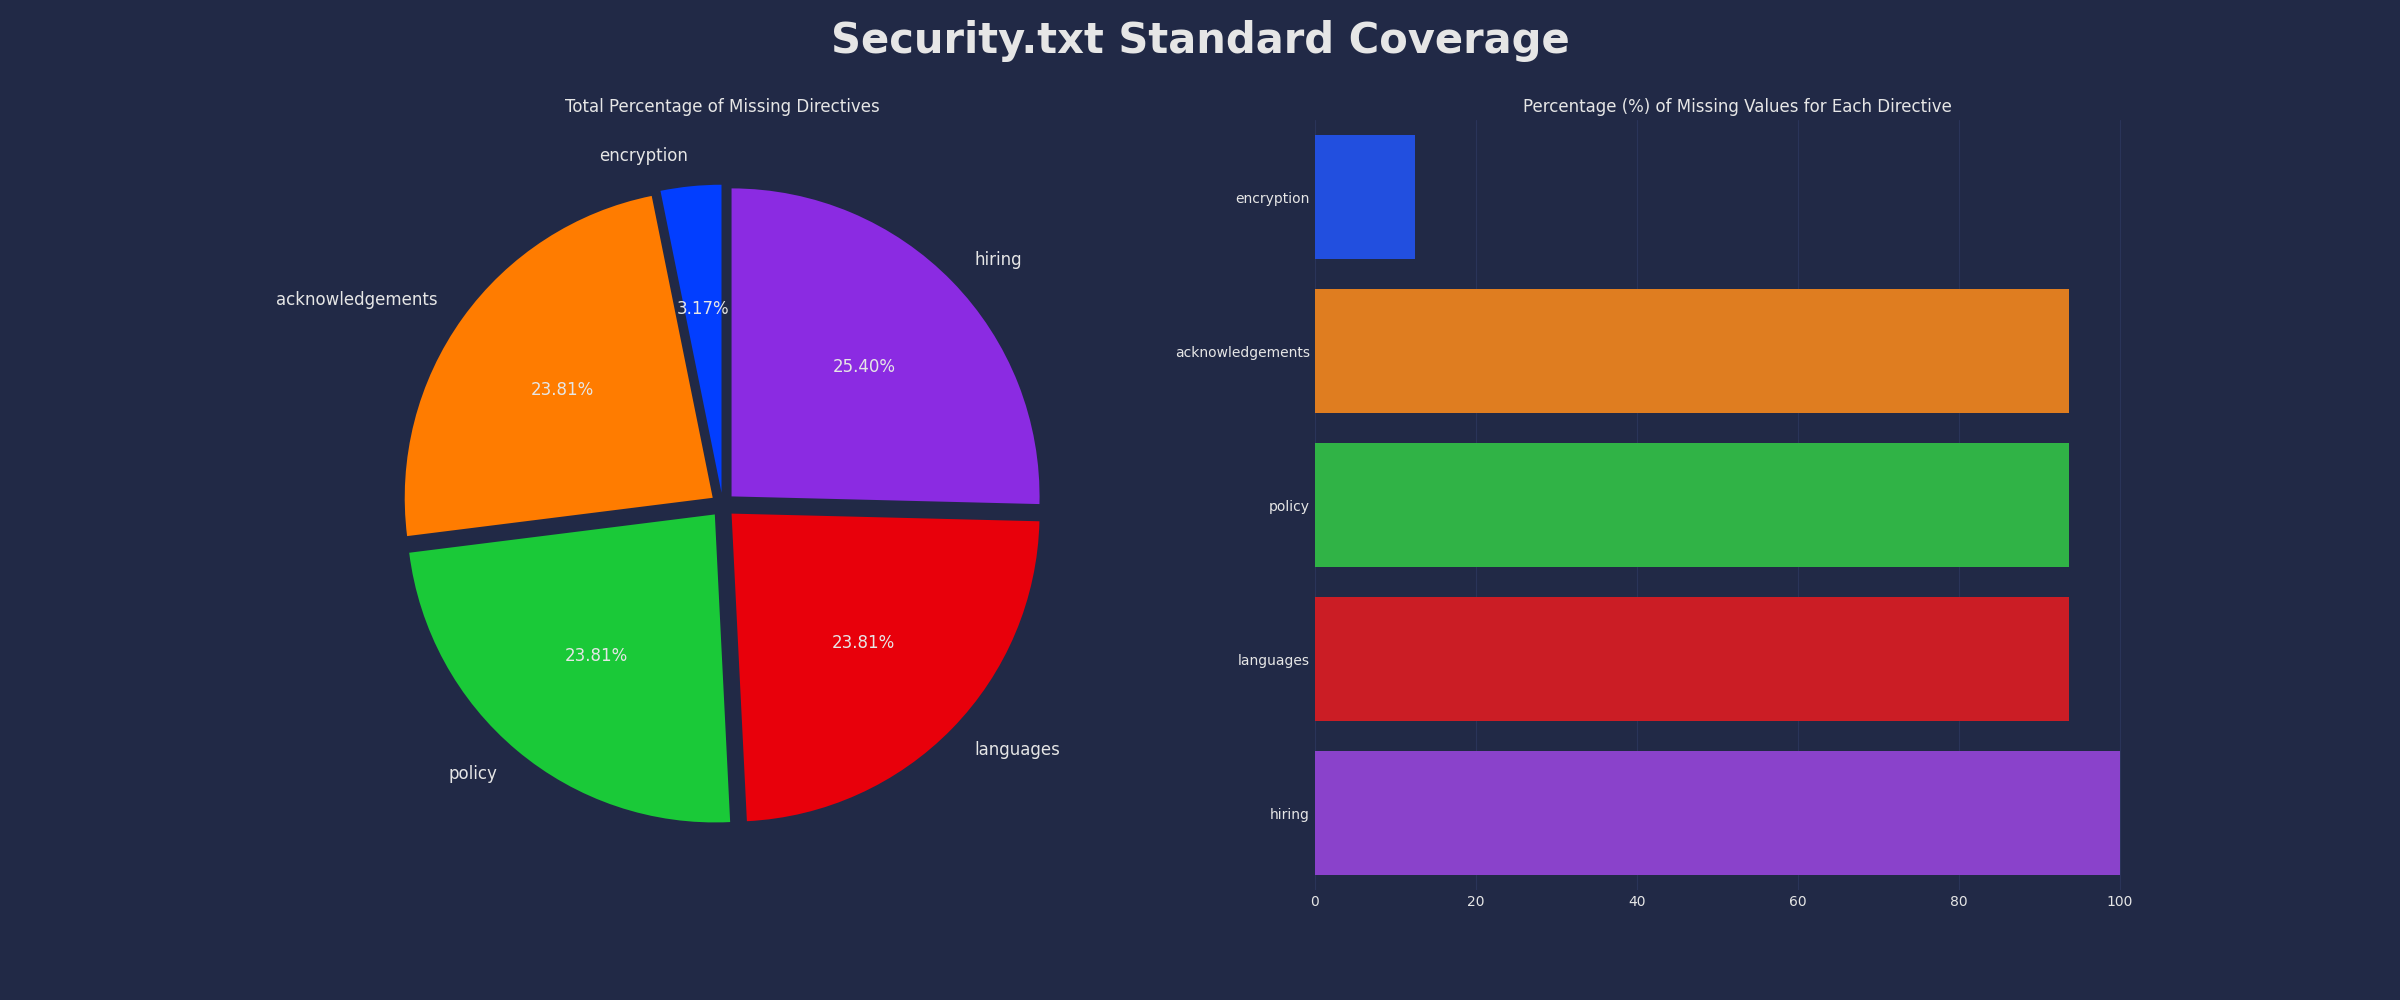 Security.txt Standard Coverage
Total Percentage of Missing Directives
encryption
hiring
acknowledgements
3.17%
25.40%
23.81%
23.81%
23.81%
languages
policy
Percentage (%) of Missing Values for Each Directive
encryption
acknowledgements
policy
languages
hiring
0 20 40 60 80 100